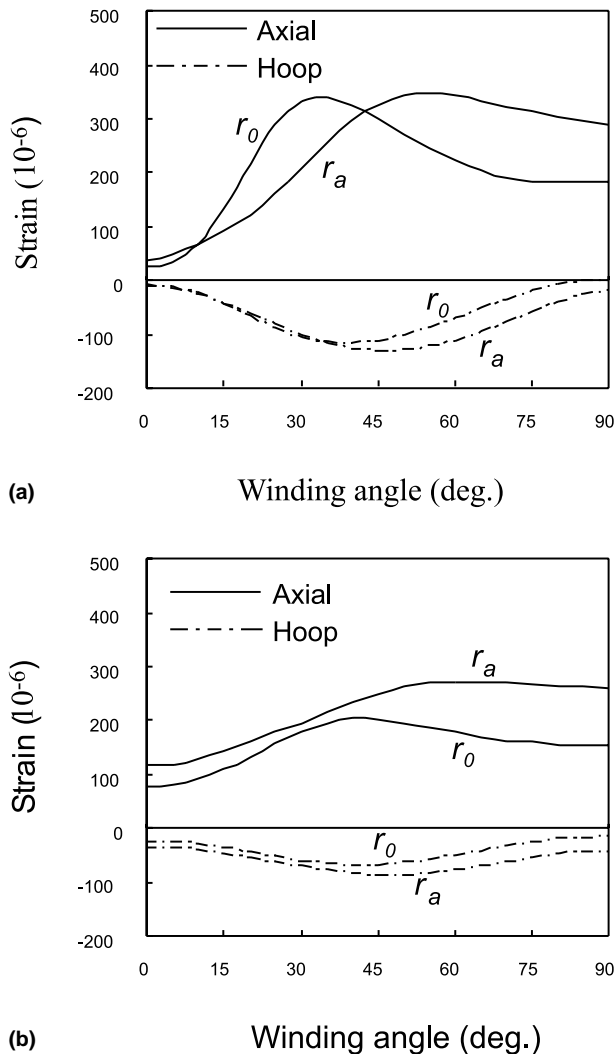 500
Axial
400
Hoop
300
r0
ra
200
100
0
r0
-100
ra
-200
0 15 30 45 60 75 90
Strain (10-6)
(a) Winding angle (deg.)
500
Axial
400
Hoop
300
ra
200
r0
100
0
r0
-100
ra
-200
0 15 30 45 60 75 90
Strain (10-6)
(b) Winding angle (deg.)